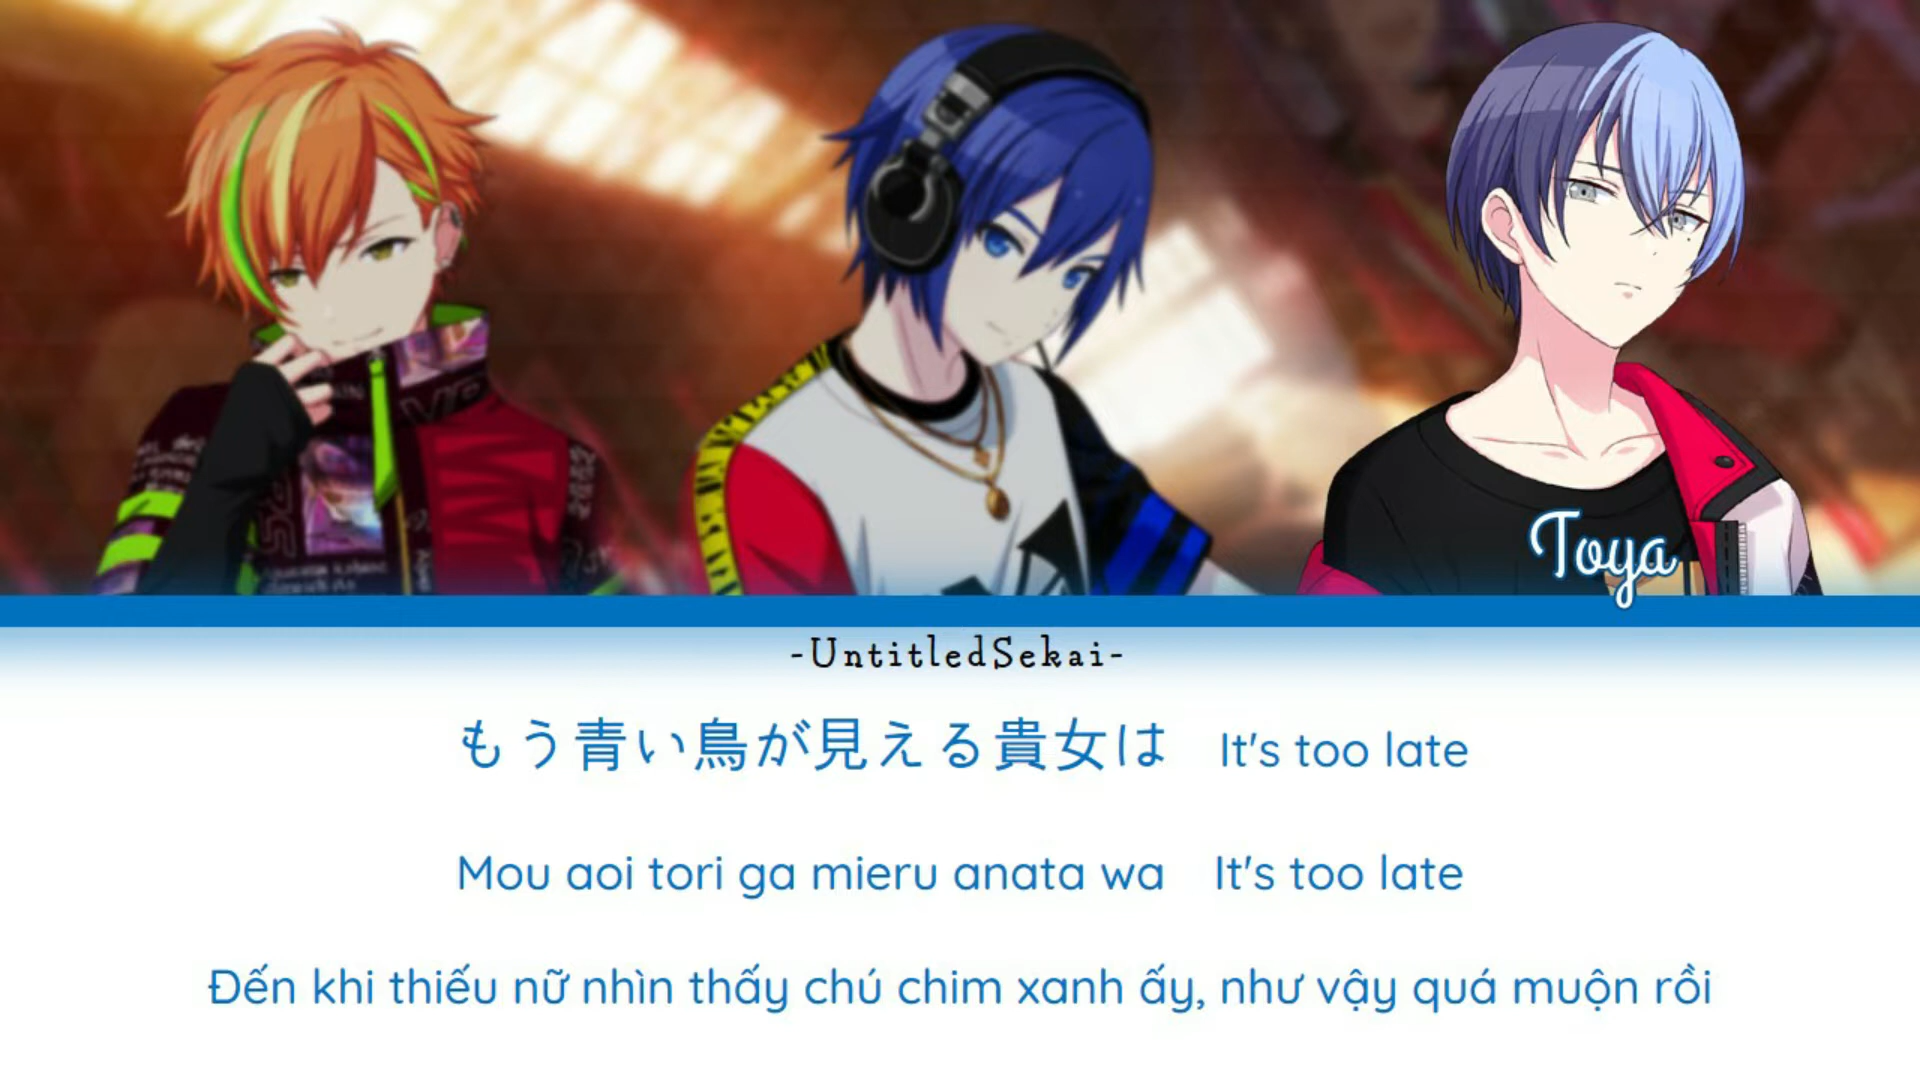 Toya
-UntitledSekai-
もう青い鳥が見える貴女は It's too late
Mou aoi tori ga mieru anata wa It's too late
Đến khi thiếu nữ nhìn thấy chú chim xanh ấy, như vậy quá muộn rồi